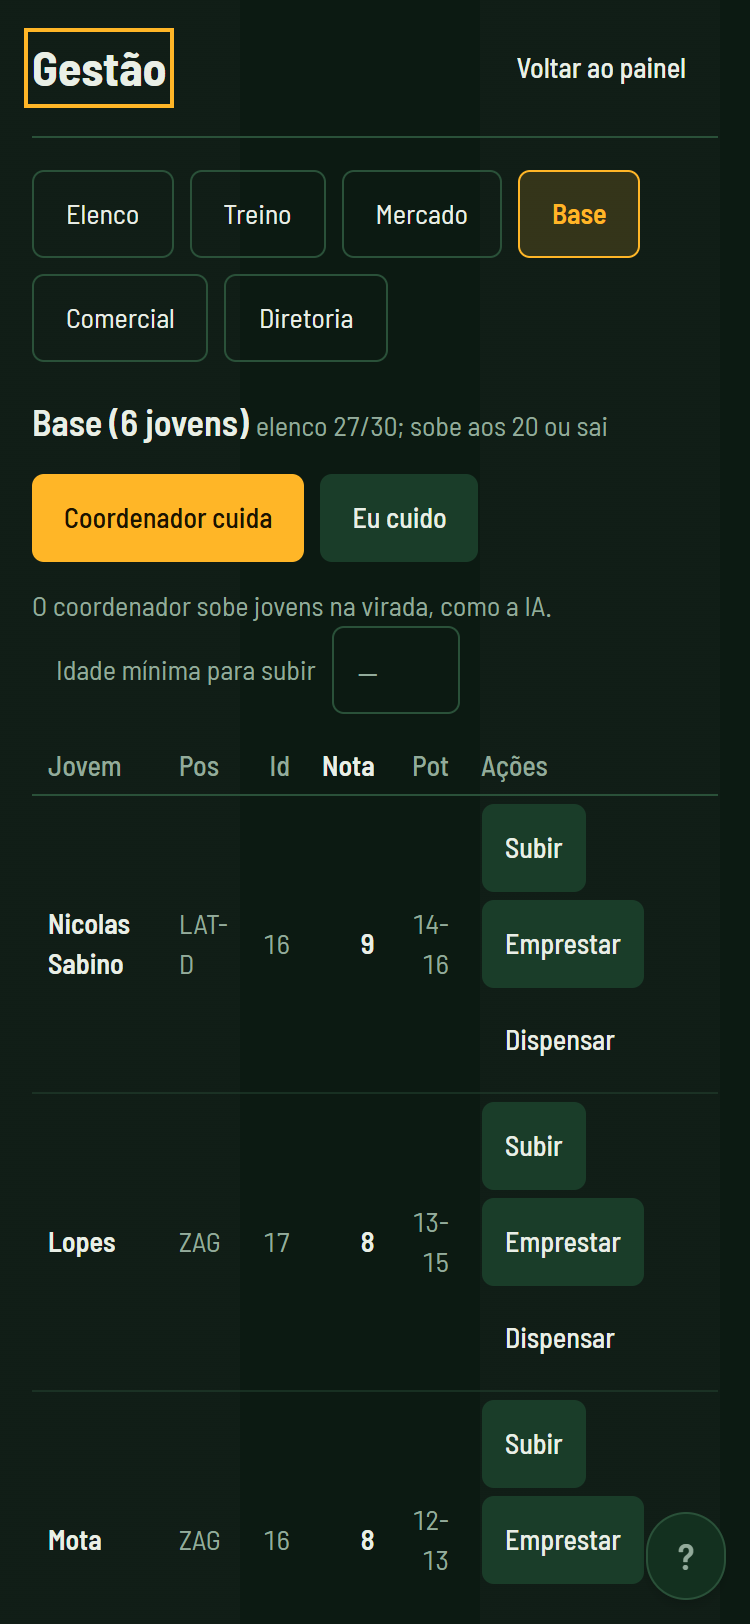 Gestão
Voltar ao painel
Elenco
Treino
Mercado
Base
Comercial
Diretoria
Base (6 jovens) elenco 27/30; sobe aos 20 ou sai
Coordenador cuida
Eu cuido
O coordenador sobe jovens na virada, como a IA.
Idade mínima para subir
—
Jovem Pos Id Nota Pot Ações
Nicolas Sabino
LAT-D
16
9
14-16
Subir
Emprestar
Dispensar
Lopes
ZAG
17
8
13-15
Subir
Emprestar
Dispensar
Mota
ZAG
16
8
12-13
Subir
Emprestar
?